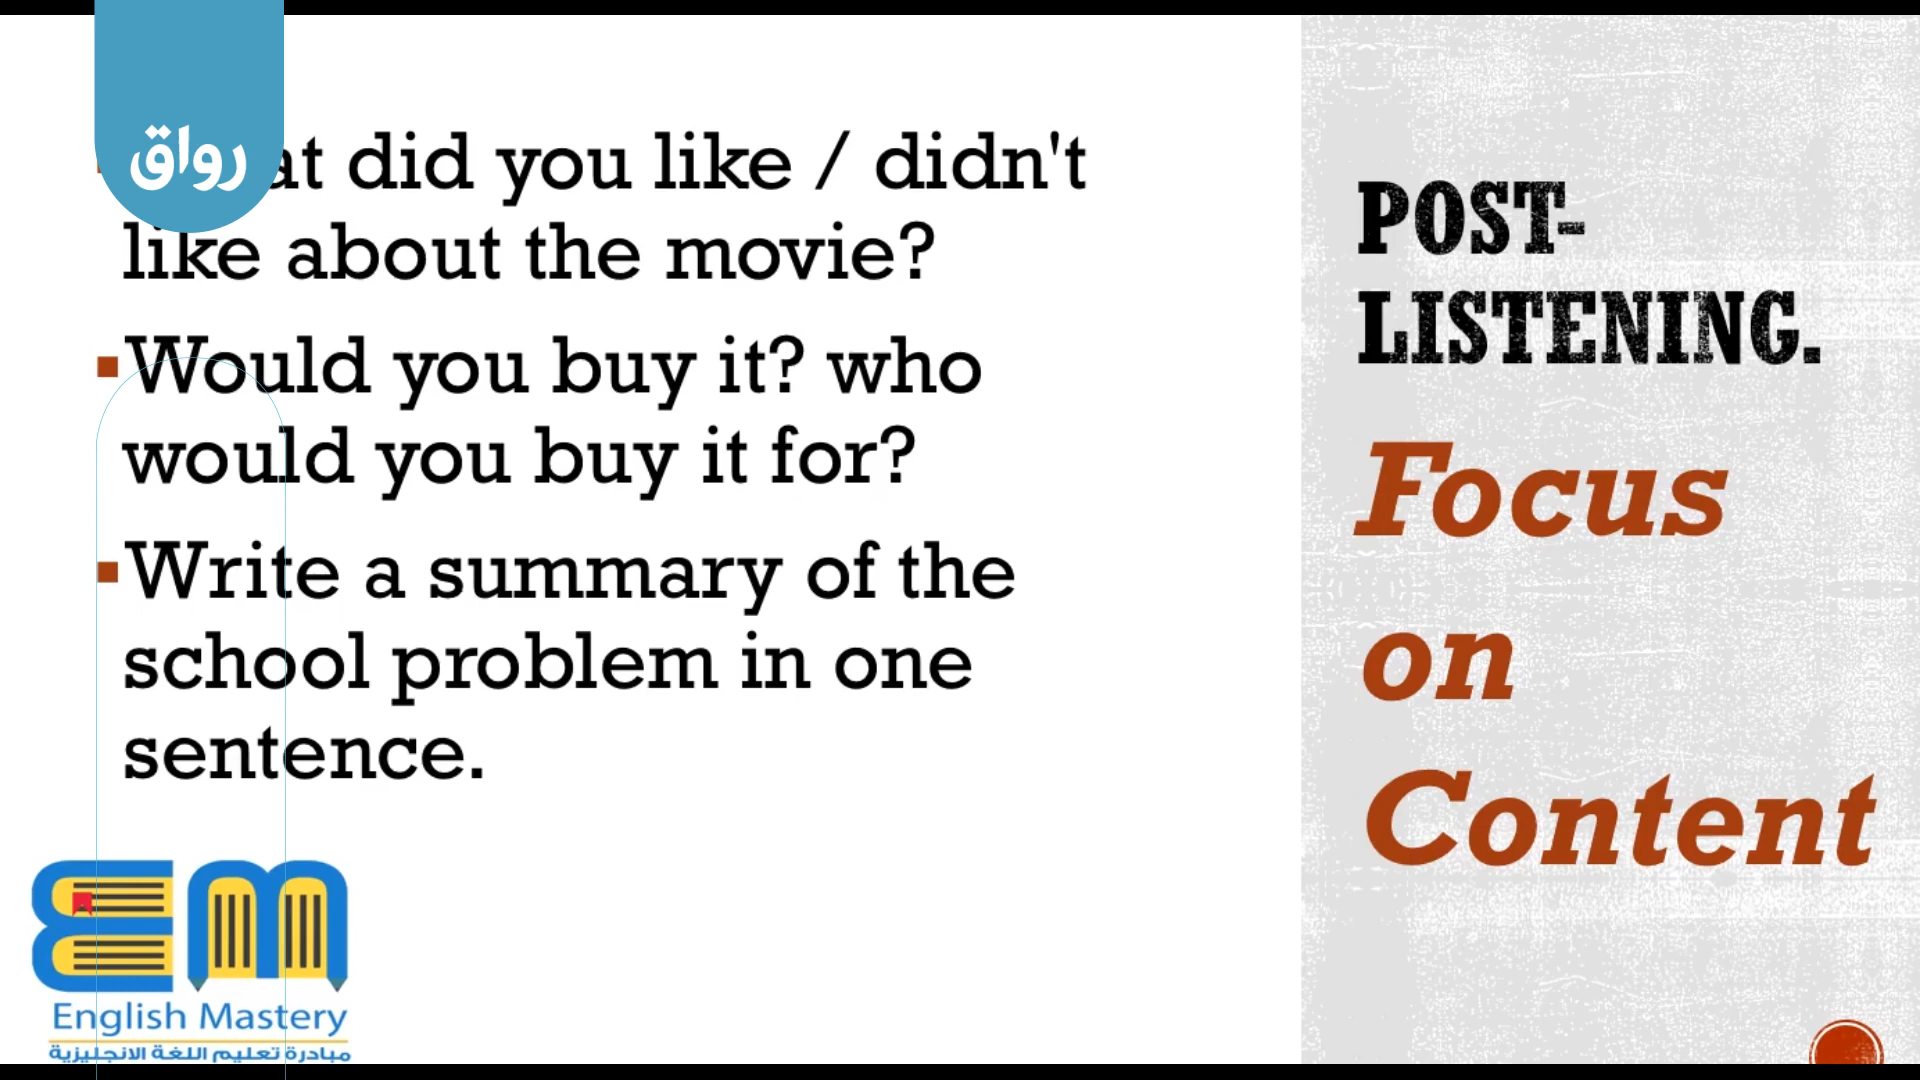 رواق
did you like / didn't
like about the movie?
Would you buy it? who
would you buy it for?
Write a summary of the
school problem in one
sentence.
POST-
LISTENING.
Focus
on
Content
English Mastery
مبادرة تعليم اللغة الانجليزية